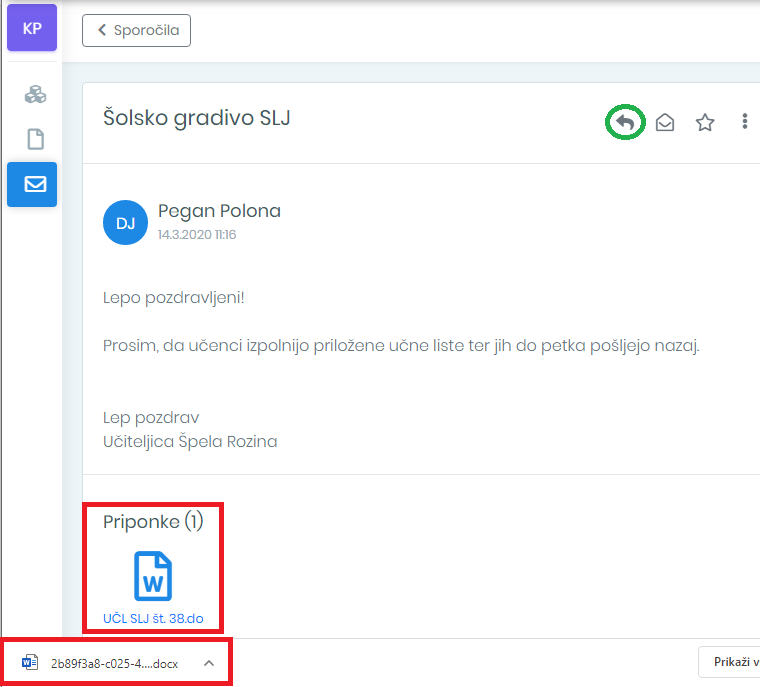 KP
Sporočila
Šolsko gradivo SLJ
DJ
Pegan Polona
14.3.2020 11:16
Lepo pozdravljeni!
Prosim, da učenci izpolnijo priložene učne liste ter jih do petka pošljejo nazaj.
Lep pozdrav
Učiteljica Špela Rozina
Priponke (1)
W
UČL SLJ št. 38.do
2b89f3a8-c025-4....docx
Prikaži v